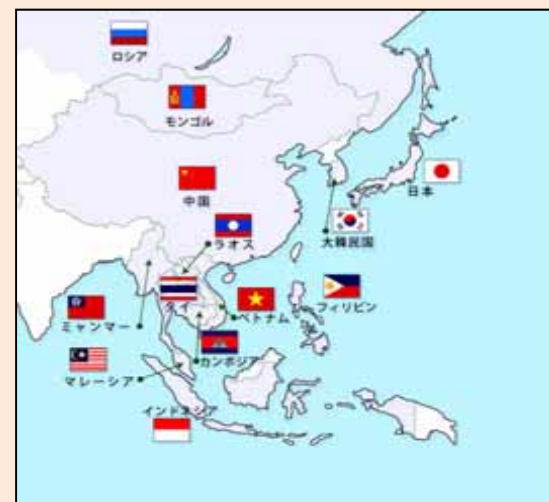 ロシア
モンゴル
中国
日本
大韓民国
ラオス
タイ
フィリピン
ベトナム
ミャンマー
カンボジア
マレーシア
インドネシア